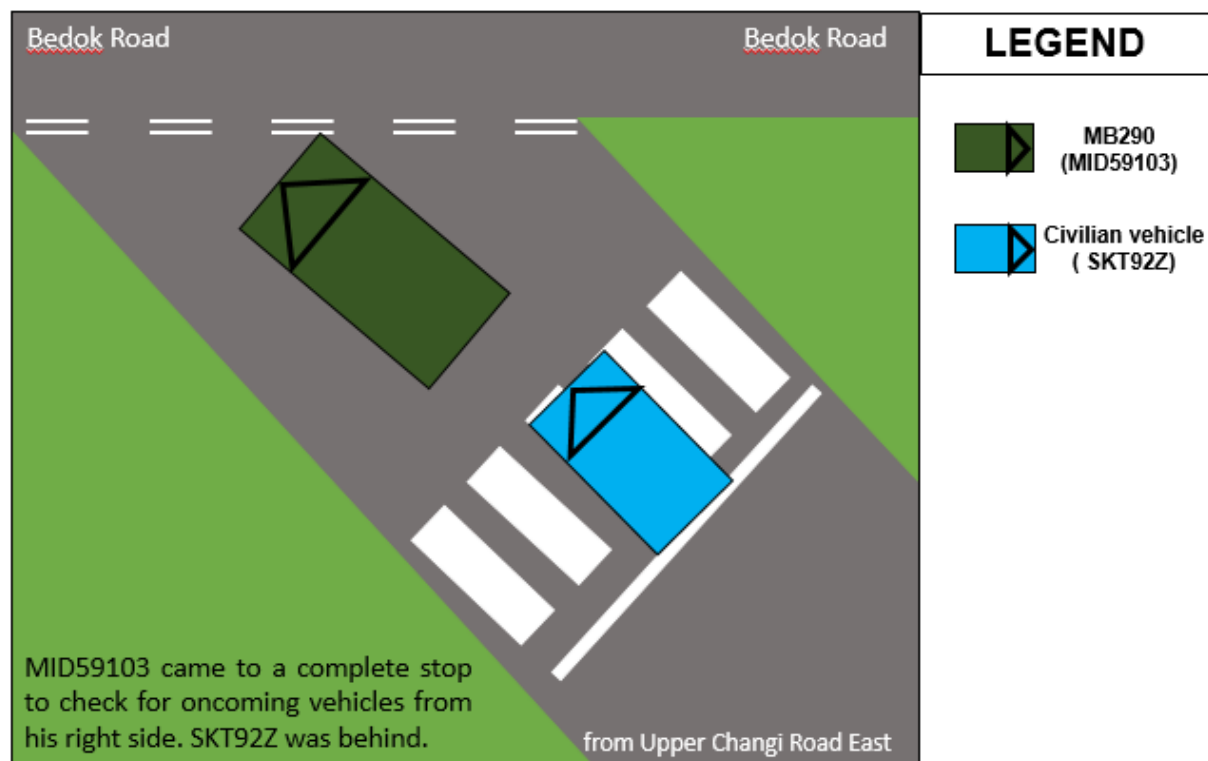 Bedok Road
Bedok Road
LEGEND
MB290
(MID59103)
Civilian vehicle
( SKT92Z)
MID59103 came to a complete stop
to check for oncoming vehicles from
his right side. SKT92Z was behind.
from Upper Changi Road East